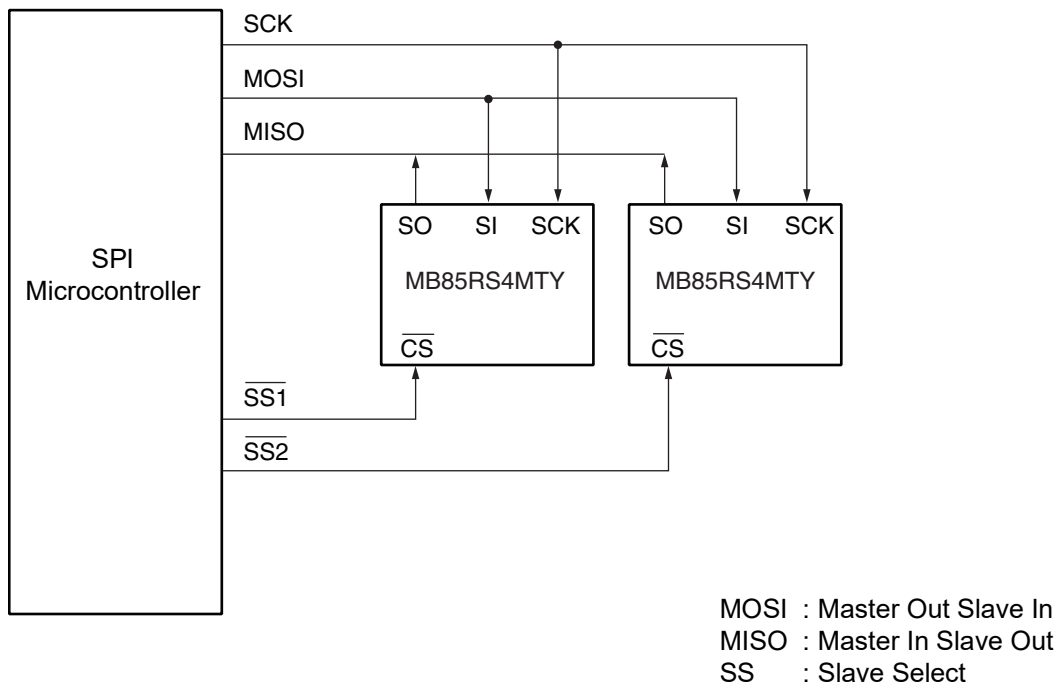 SCK
MOSI
MISO
SPI
Microcontroller
SO SI SCK
MB85RS4MTY
CS
SO SI SCK
MB85RS4MTY
CS
SS1
SS2
MOSI : Master Out Slave In
MISO : Master In Slave Out
SS : Slave Select